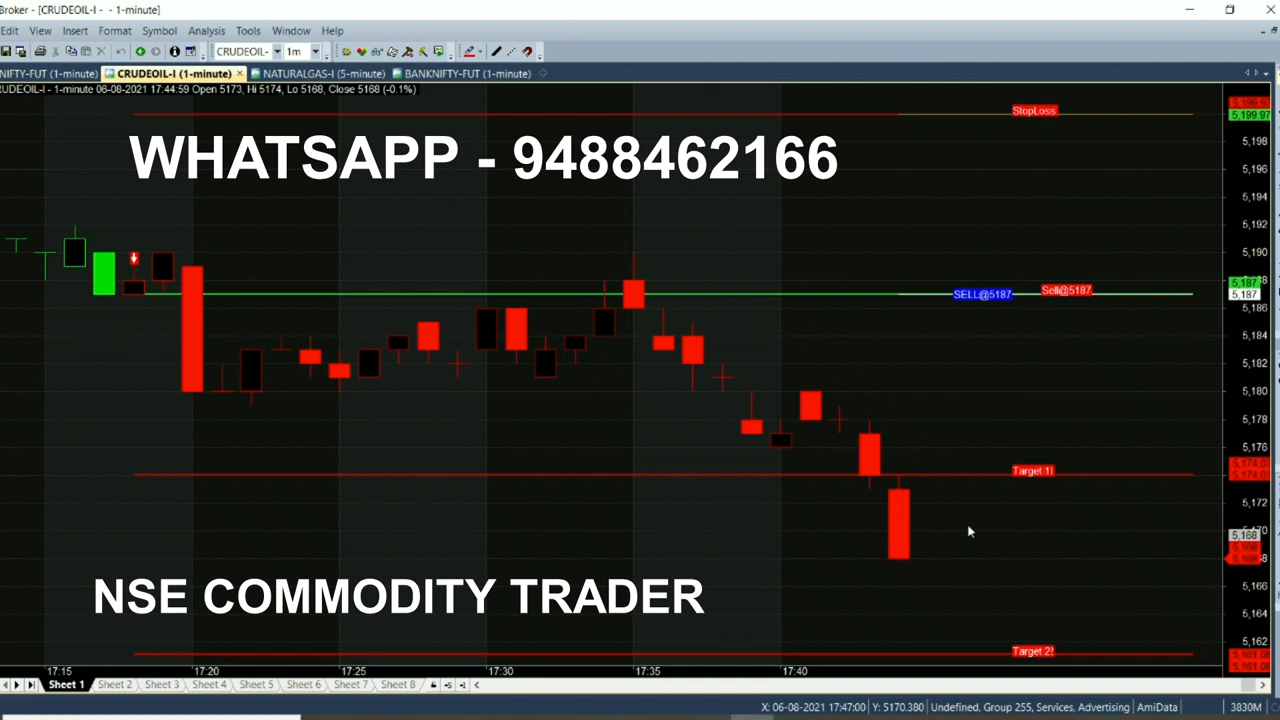 Broker - [CRUDEOIL-I - - 1-minute]
Edit View Insert Format Symbol Analysis Tools Window Help
CRUDEOIL- 1m
NIFTY-FUT (1-minute) CRUDEOIL-I (1-minute) NATURALGAS-I (5-minute) BANKNIFTY-FUT (1-minute)
UDEOIL-I - 1-minute 06-08-2021 17:44:59 Open 5173, Hi 5174, Lo 5168, Close 5168 (-0.1%)
StopLoss
5,199.97
5,198
WHATSAPP - 9488462166
5,196
5,194
5,192
5,190
5,187
SELL@5187 Sell@5187
5,187
5,186
5,184
5,182
5,180
5,178
5,176
Target 1!
5,172
5,168
5,166
NSE COMMODITY TRADER
5,164
5,162
Target 2!
17:15 17:20 17:25 17:30 17:35 17:40
Sheet 1 Sheet 2 Sheet 3 Sheet 4 Sheet 5 Sheet 6 Sheet 7 Sheet 8
X: 06-08-2021 17:47:00 Y: 5170.380 Undefined, Group 255, Services, Advertising AmiData 3830M